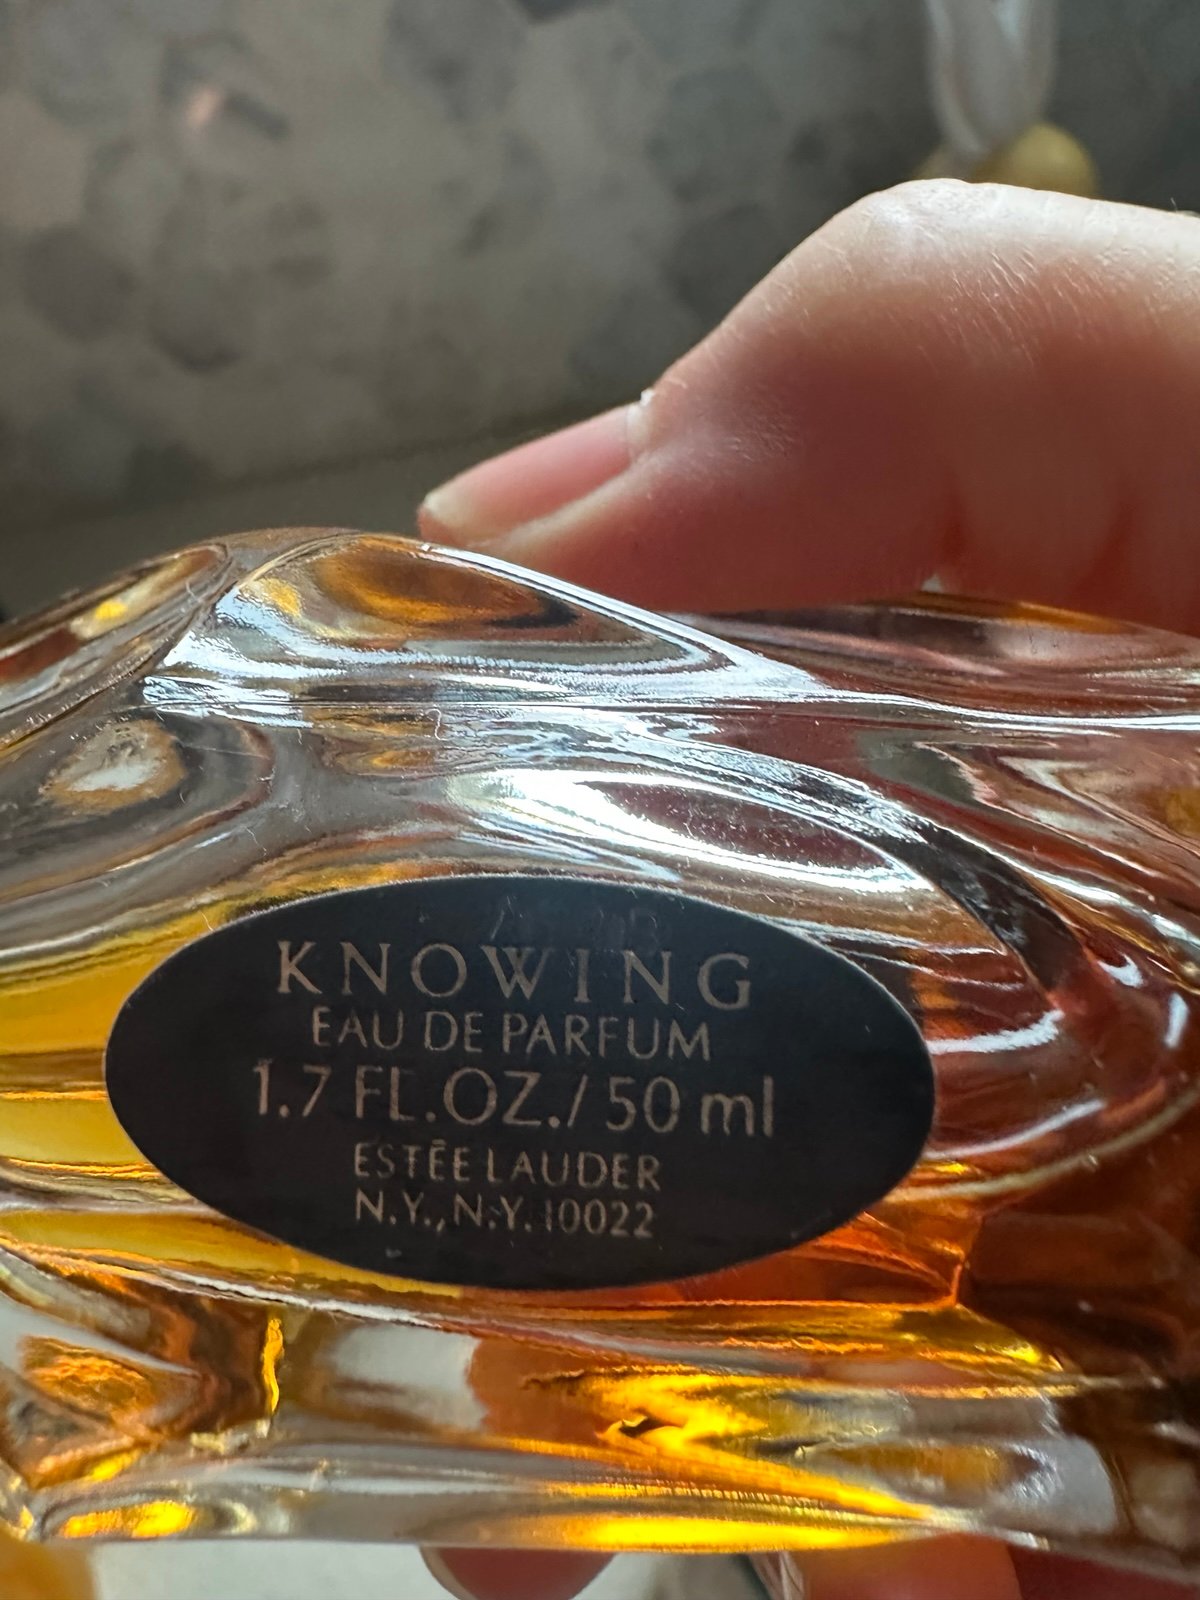 KNOWING
EAU DE PARFUM
1.7 FL.OZ./50 ml
ESTĒE LAUDER
N.Y., N.Y. 10022